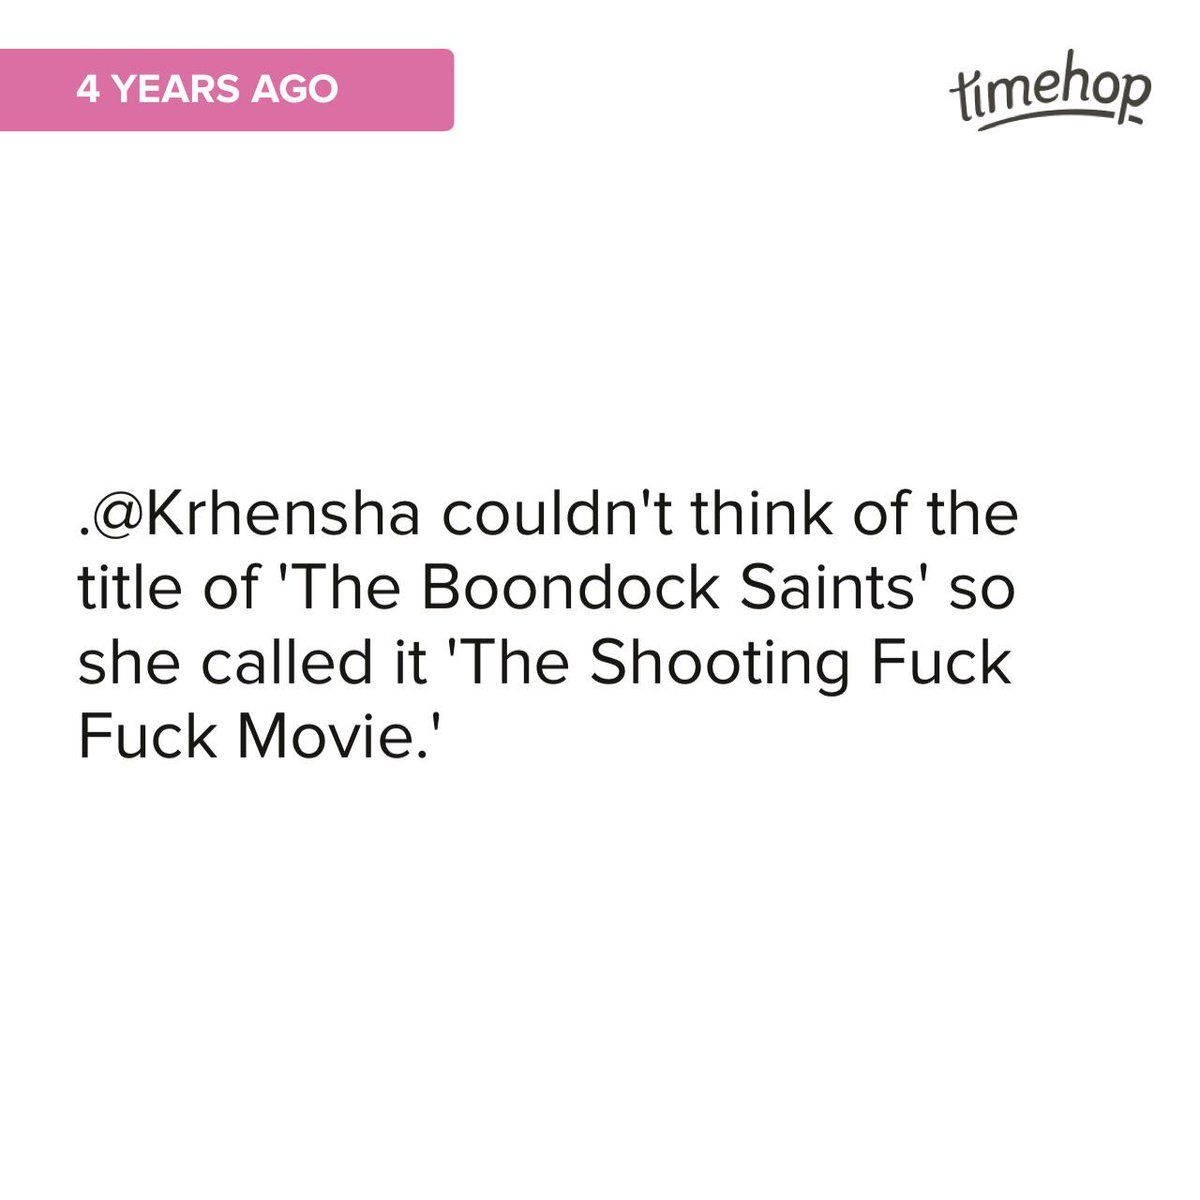 4 YEARS AGO
timehop
.@Krhensha couldn't think of the
title of 'The Boondock Saints' so
she called it 'The Shooting Fuck
Fuck Movie.'